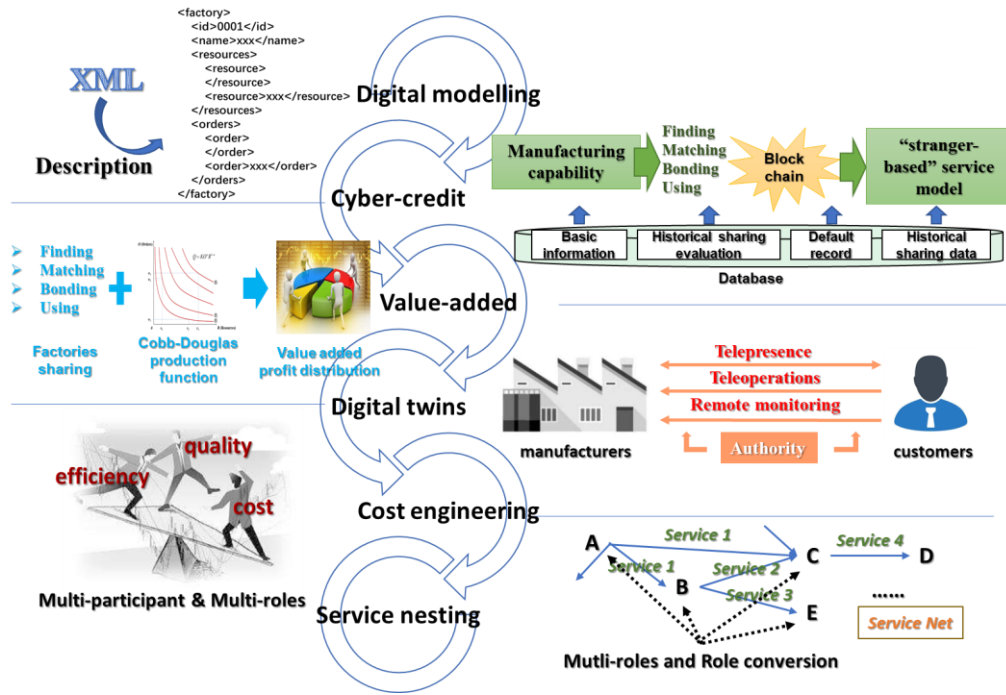 <factory>
<id>0001</id>
<name>xxx</name>
<resources>
<resource>
</resource>
<resource>xxx</resource>
</resources>
<orders>
<order>
</order>
<order>xxx</order>
</orders>
</factory>
XML
Description
Digital modelling
Cyber-credit
Value-added
Digital twins
Cost engineering
Service nesting
Manufacturing
capability
Finding
Matching
Bonding
Using
Block
chain
“stranger-
based” service
model
Basic
information
Historical sharing
evaluation
Default
record
Historical
sharing data
Database
Finding
Matching
Bonding
Using
Factories
sharing
Cobb-Douglas
production
function
Value added
profit distribution
Telepresence
Teleoperations
Remote monitoring
Authority
manufacturers
customers
quality
efficiency
cost
Multi-participant & Multi-roles
A
Service 1
C
Service 4
D
Service 1
B
Service 2
Service 3
E
......
Service Net
Mutli-roles and Role conversion